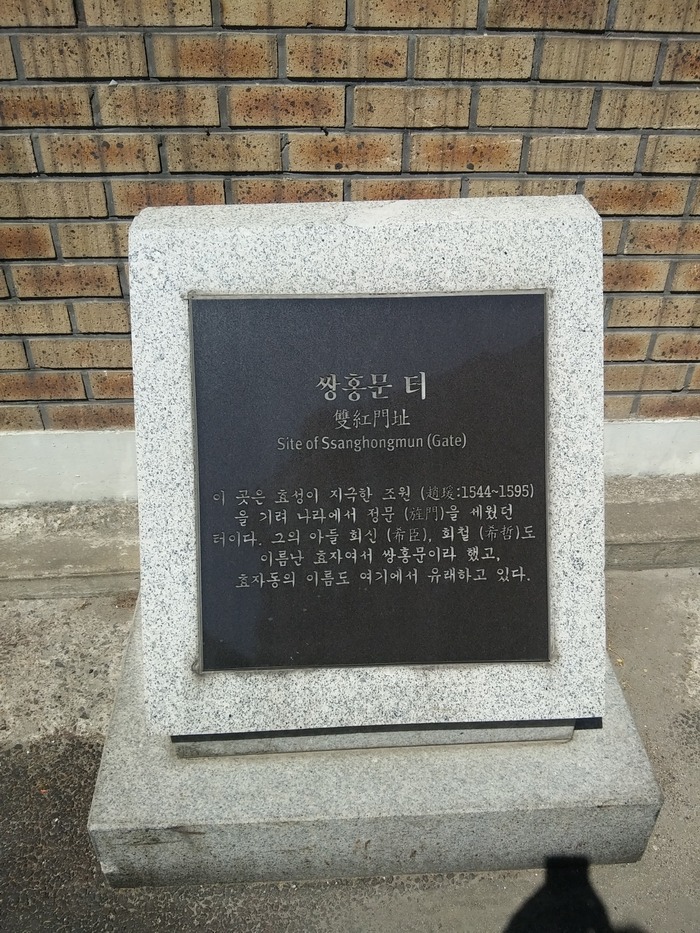 쌍홍문 터
雙紅門址
Site of Ssanghongmun (Gate)
이 곳은 효성이 지극한 조원 (趙瑗:1544~1595)
을 기려 나라에서 정문 (旌門)을 세웠던
터이다. 그의 아들 희신 (希臣), 희철 (希哲)도
이름난 효자여서 쌍홍문이라 했고,
효자동의 이름도 여기에서 유래하고 있다.